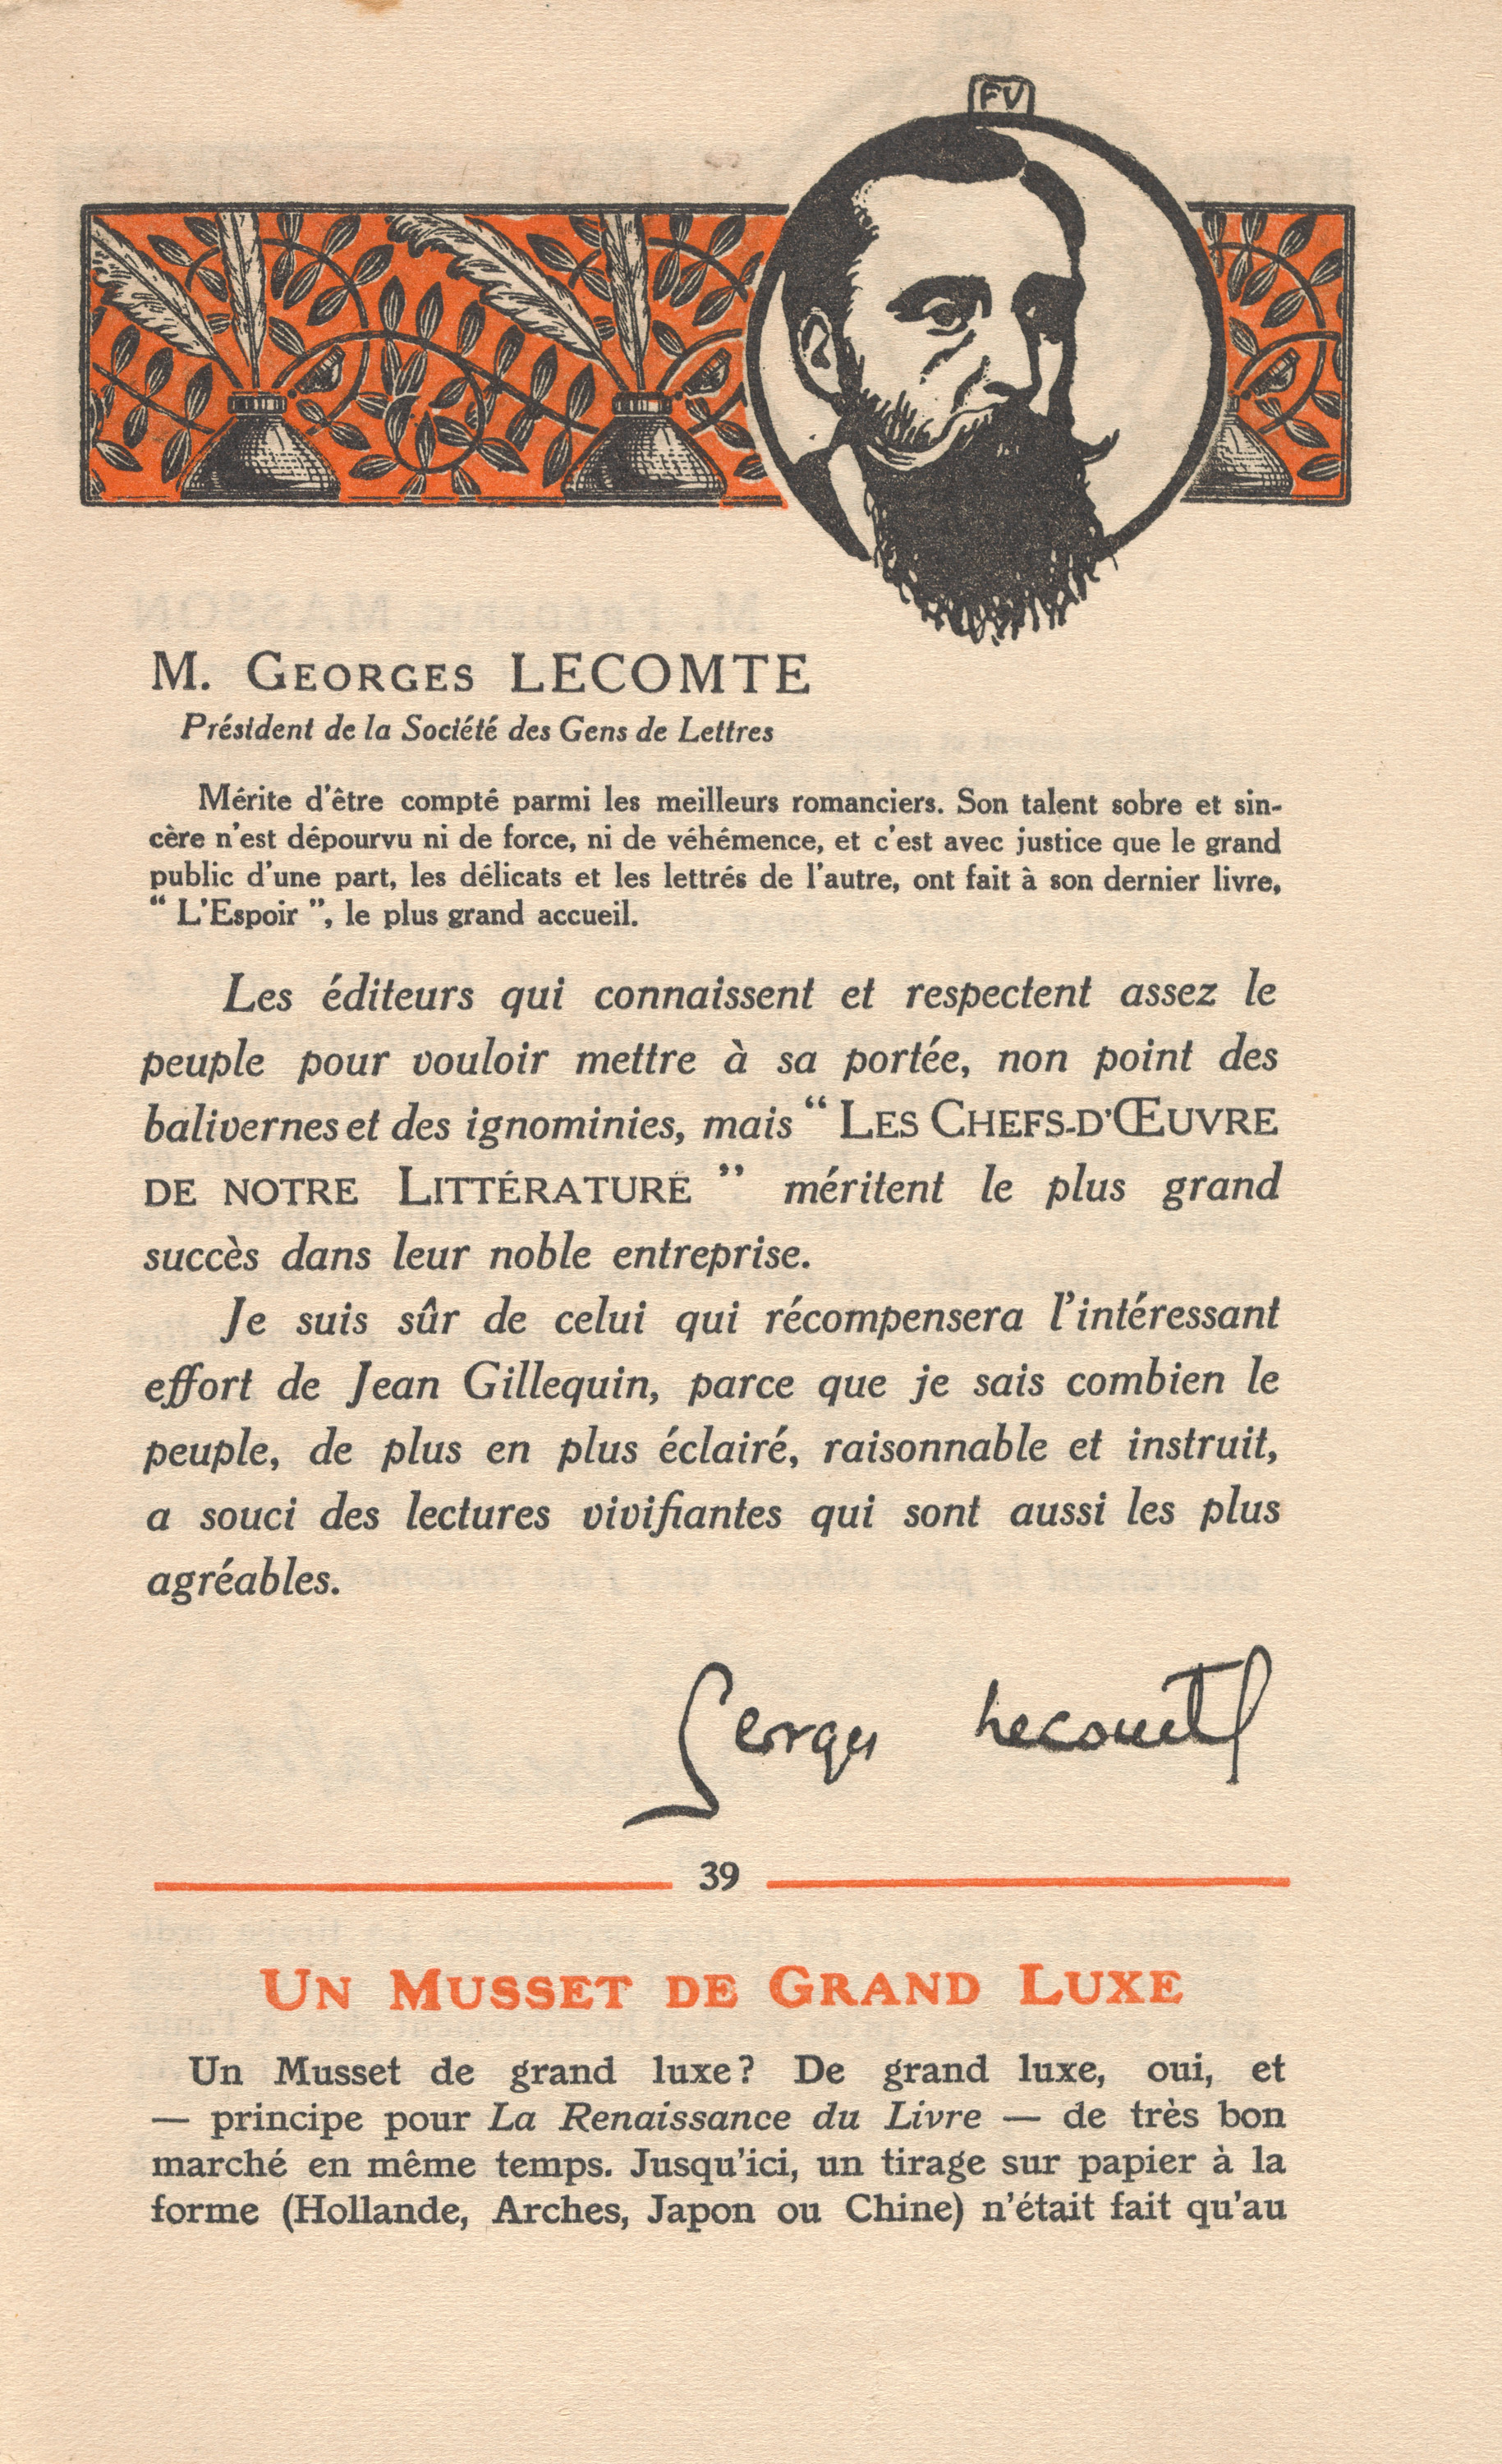 FV
M. GEORGES LECOMTE
Président de la Société des Gens de Lettres
Mérite d'être compté parmi les meilleurs romanciers. Son talent sobre et sin-
cère n'est dépourvu ni de force, ni de véhémence, et c'est avec justice que le grand
public d'une part, les délicats et les lettrés de l'autre, ont fait à son dernier livre,
“ L'Espoir ”, le plus grand accueil.
Les éditeurs qui connaissent et respectent assez le
peuple pour vouloir mettre à sa portée, non point des
balivernes et des ignominies, mais “ LES CHEFS-D'ŒUVRE
DE NOTRE LITTÉRATURE ” méritent le plus grand
succès dans leur noble entreprise.
Je suis sûr de celui qui récompensera l'intéressant
effort de Jean Gillequin, parce que je sais combien le
peuple, de plus en plus éclairé, raisonnable et instruit,
a souci des lectures vivifiantes qui sont aussi les plus
agréables.
Georges Lecomte
39
UN MUSSET DE GRAND LUXE
Un Musset de grand luxe? De grand luxe, oui, et
— principe pour La Renaissance du Livre — de très bon
marché en même temps. Jusqu'ici, un tirage sur papier à la
forme (Hollande, Arches, Japon ou Chine) n'était fait qu'au